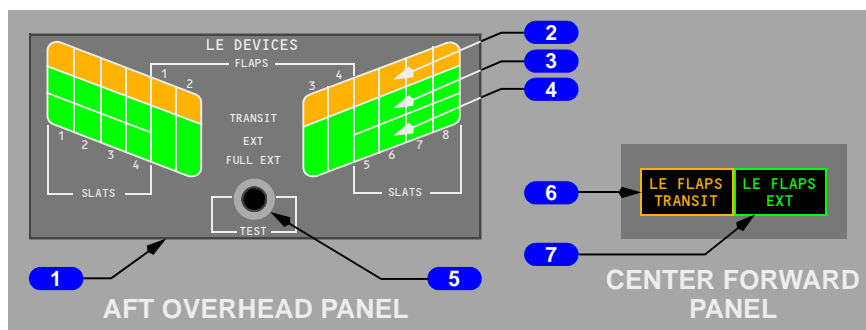 LE DEVICES
FLAPS
1
2
3
4
TRANSIT
EXT
FULL EXT
1
2
3
4
5
6
7
8
SLATS
SLATS
TEST
1
5
AFT OVERHEAD PANEL
2
3
4
6
LE FLAPS
TRANSIT
LE FLAPS
EXT
7
CENTER FORWARD
PANEL